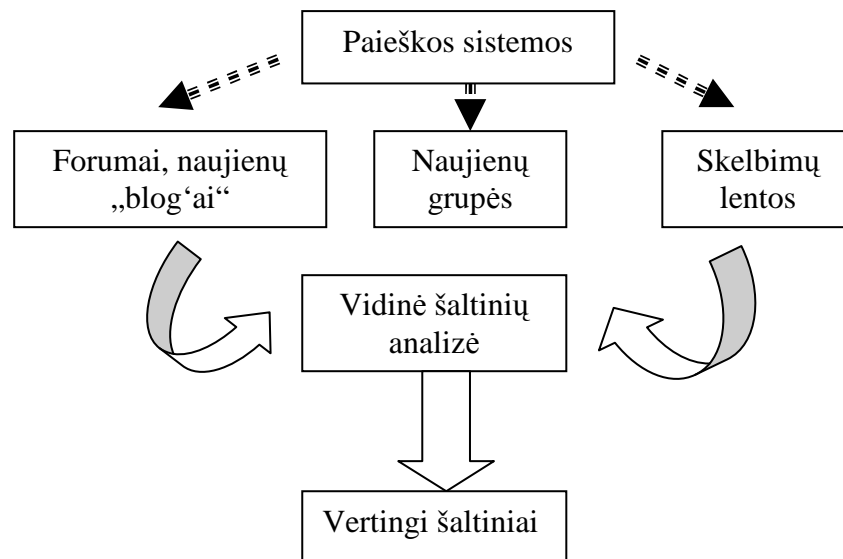 Paieškos sistemos
Forumai, naujienų
„blog‘ai“
Naujienų
grupės
Skelbimų
lentos
Vidinė šaltinių
analizė
Vertingi šaltiniai